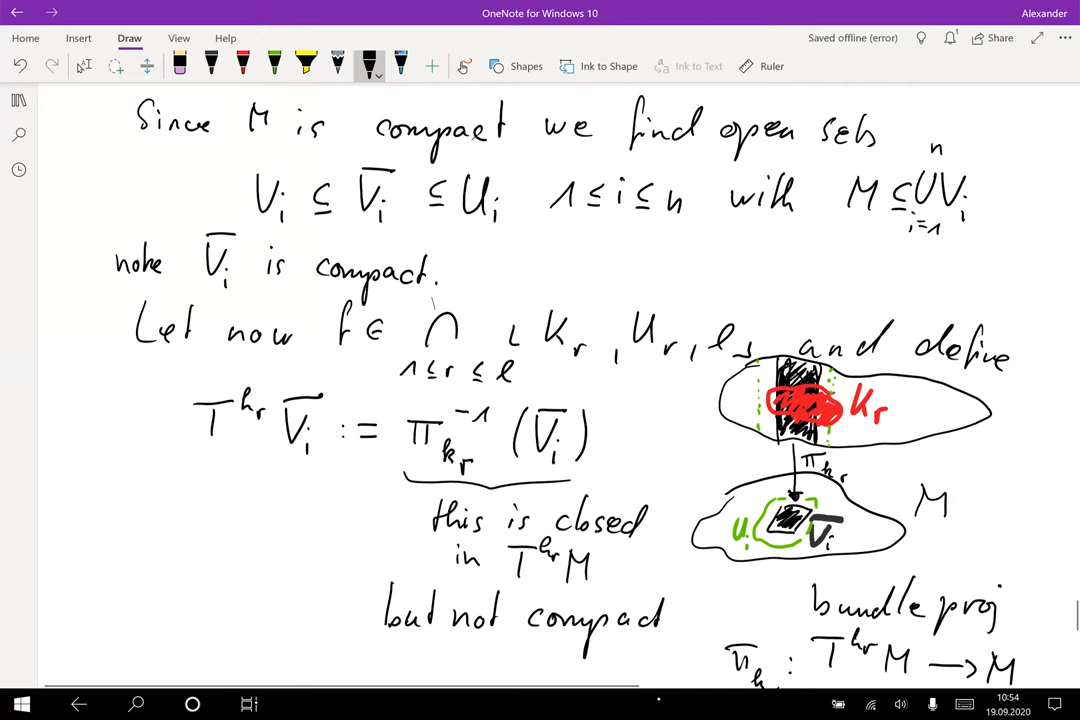 OneNote for Windows 10
Alexander
Home Insert Draw View Help
Saved offline (error)
Share
Shapes
Ink to Shape
Ink to Text
Ruler
Since M is compact we find open sets
V_i ⊆ V̅_i ⊆ U_i 1 ≤ i ≤ n with M ⊆ ⋃_{i=1}^{n} V_i
note V̅_i is compact.
Let now f ∈ ⋂_{1≤r≤ℓ} ⌊K_r, U_r, ℓ⌋ and define
T^{k_r} V̅_i := π_{k_r}^{-1} (V̅_i)
this is closed
in T^{k_r} M
but not compact
K_r
π_{k_r}
M
U_i
V̅_i
bundle proj
π_k : T^{k_r} M → M
10:54
19.09.2020